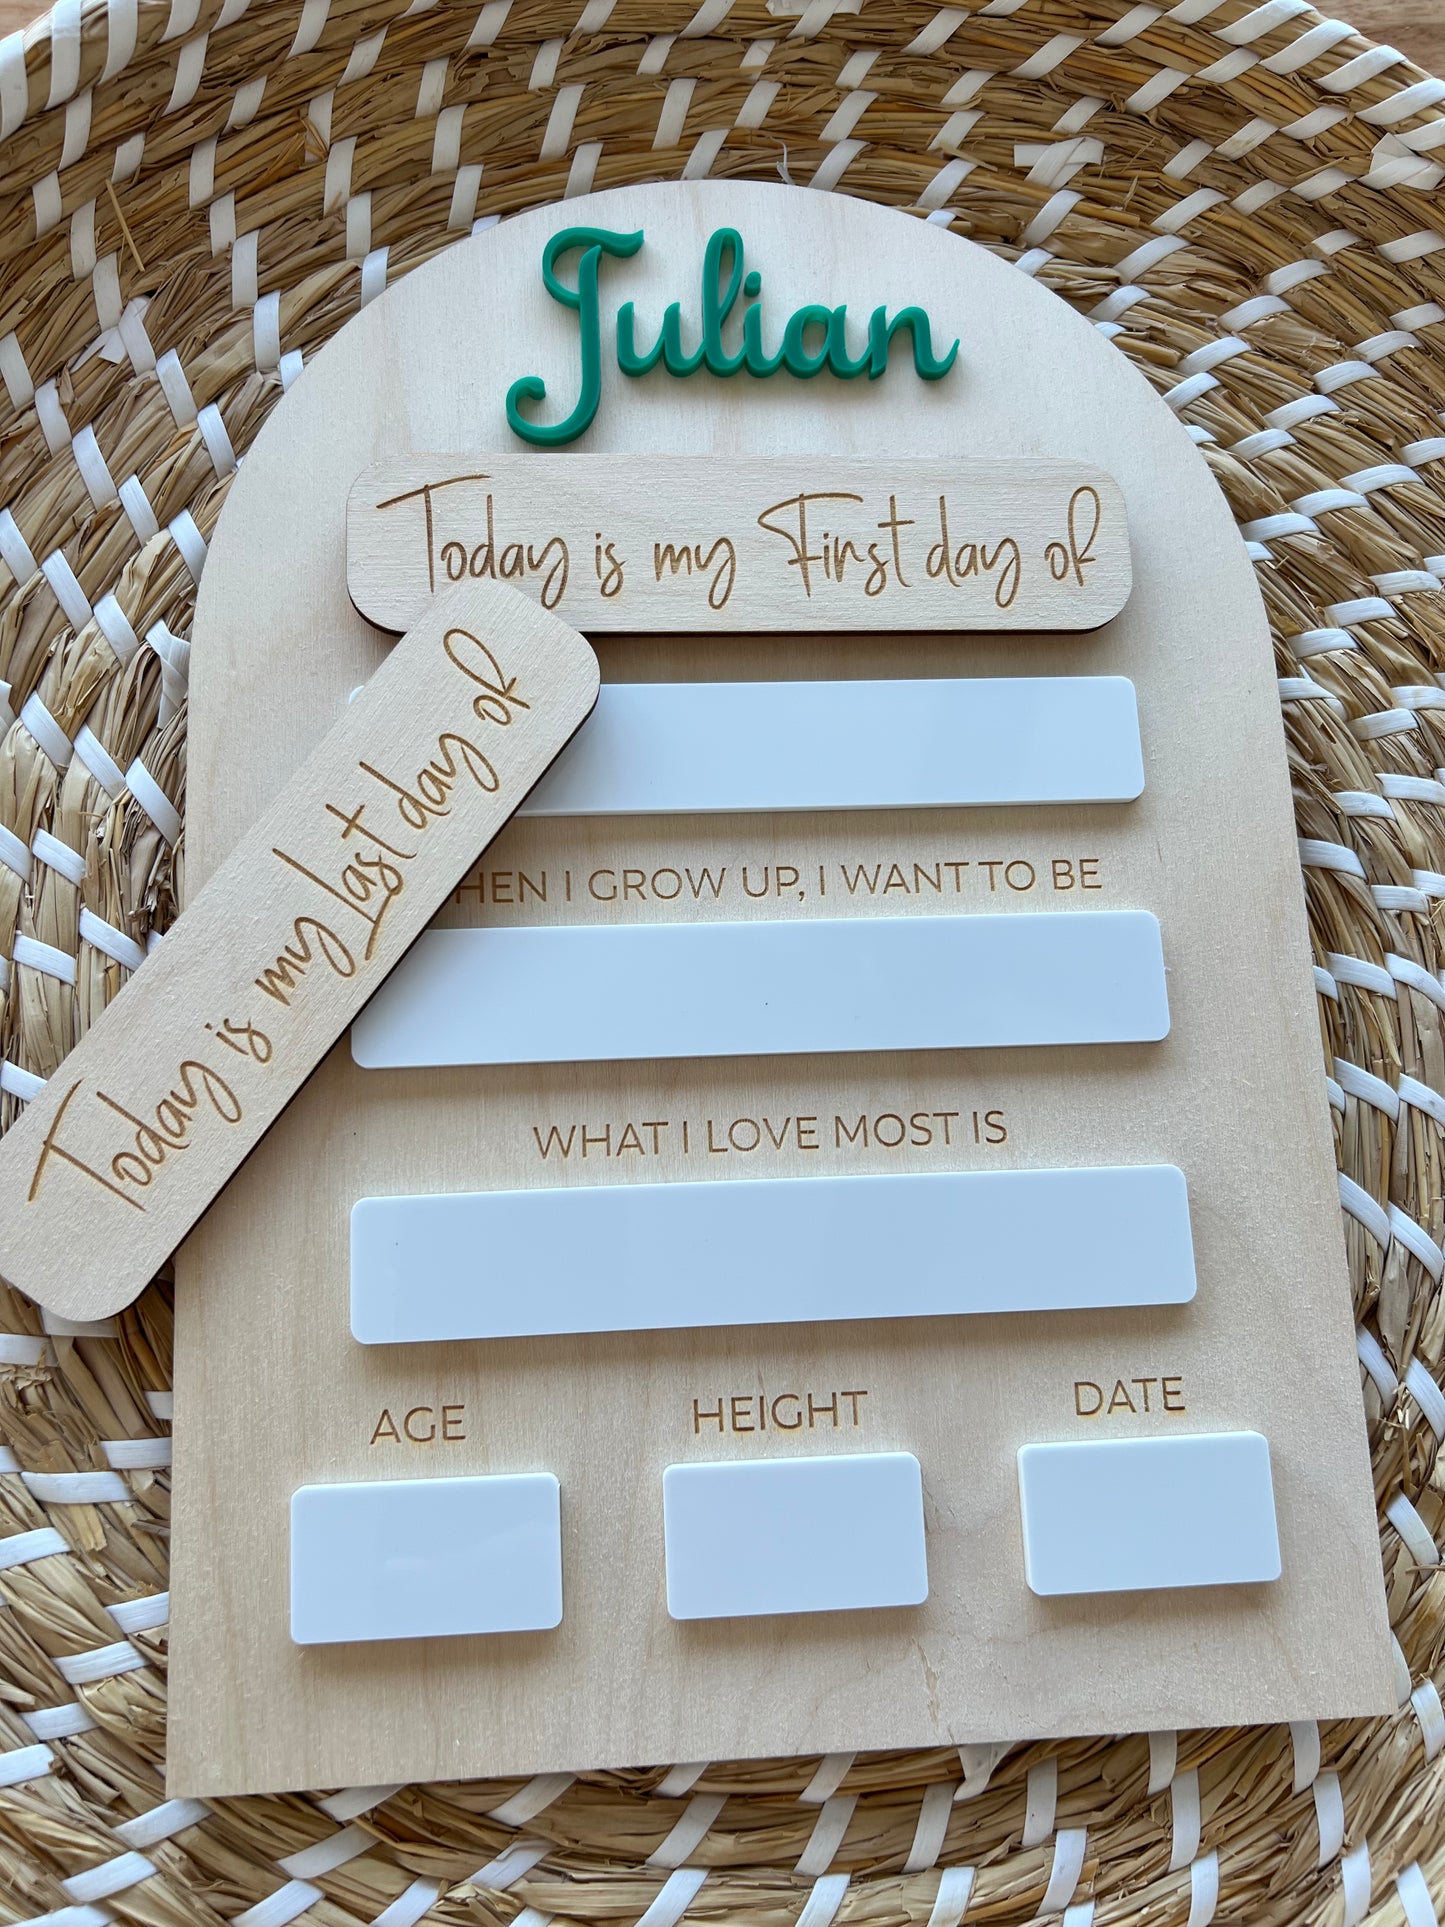 Julian
Today is my First day of
Today is my Last day of
HEN I GROW UP, I WANT TO BE
WHAT I LOVE MOST IS
AGE HEIGHT DATE